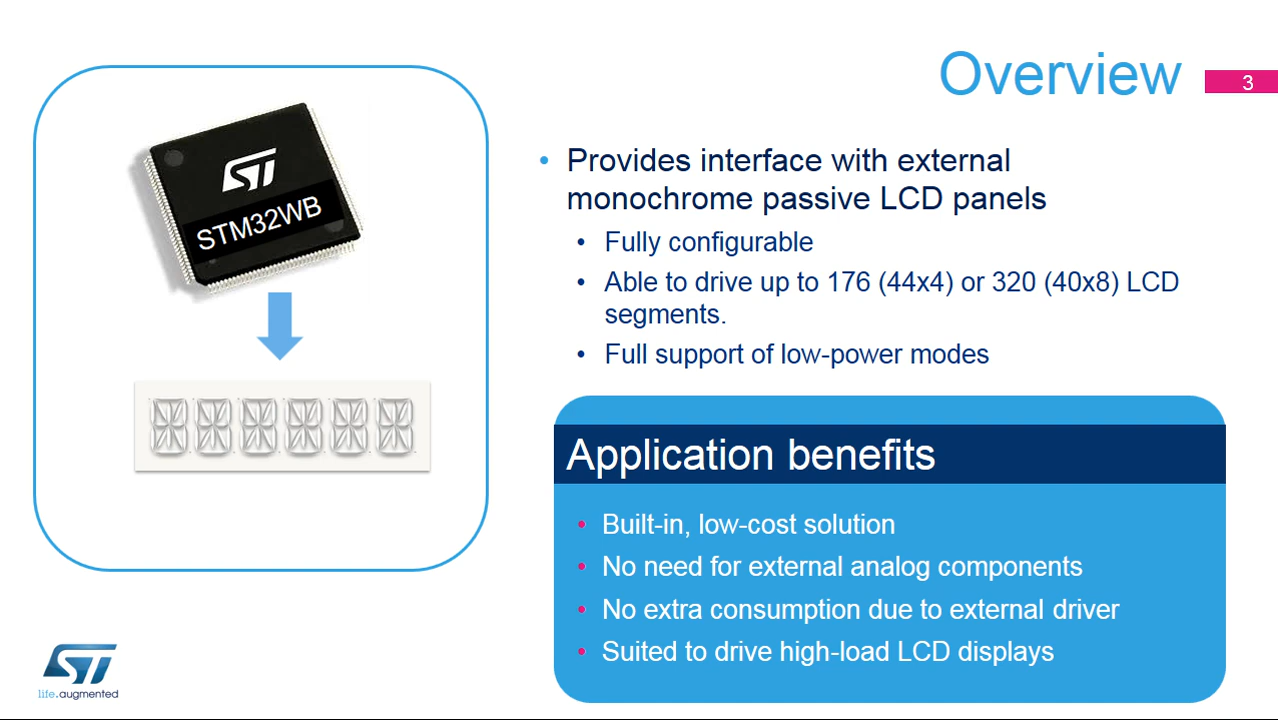 Overview
3
ST
STM32WB
• Provides interface with external
monochrome passive LCD panels
• Fully configurable
• Able to drive up to 176 (44x4) or 320 (40x8) LCD
segments.
• Full support of low-power modes
Application benefits
• Built-in, low-cost solution
• No need for external analog components
• No extra consumption due to external driver
• Suited to drive high-load LCD displays
ST
life.augmented